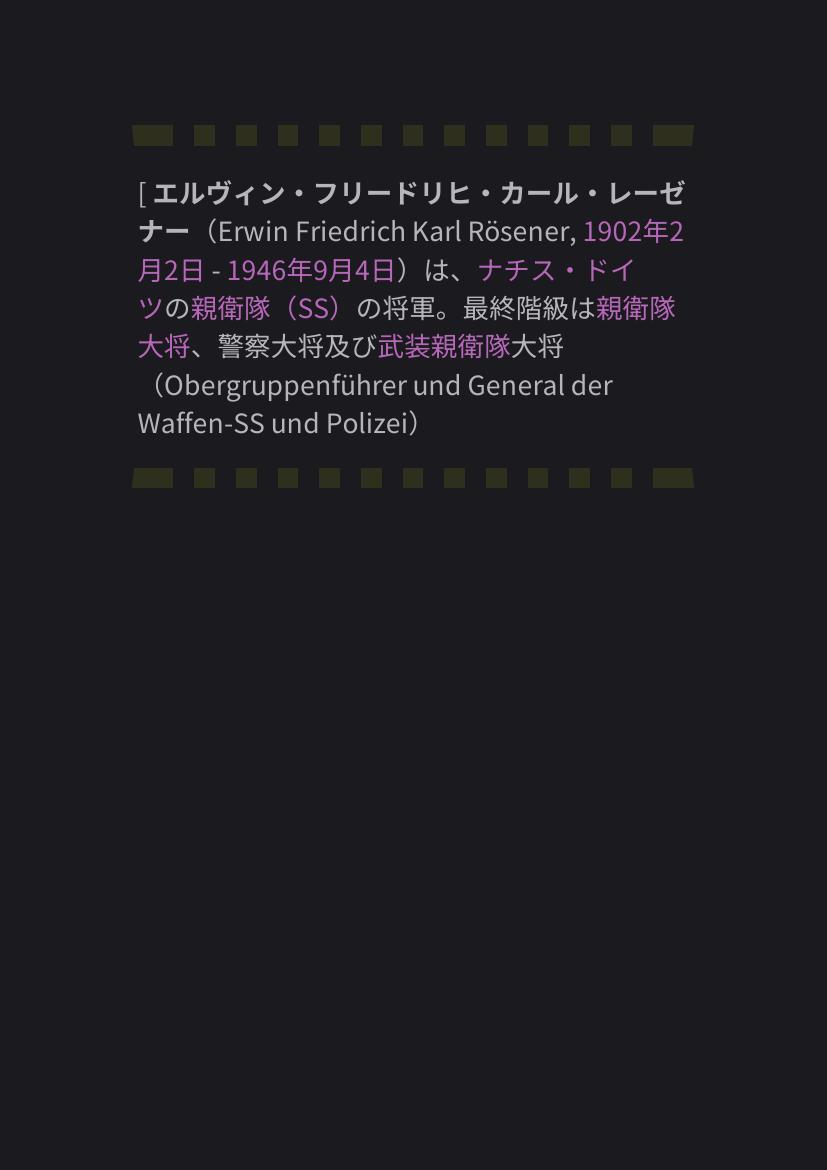 [ エルヴィン・フリードリヒ・カール・レーゼ
ナー（Erwin Friedrich Karl Rösener, 1902年2
月2日 - 1946年9月4日）は、ナチス・ドイ
ツの親衛隊（SS）の将軍。最終階級は親衛隊
大将、警察大将及び武装親衛隊大将
（Obergruppenführer und General der
Waffen-SS und Polizei）